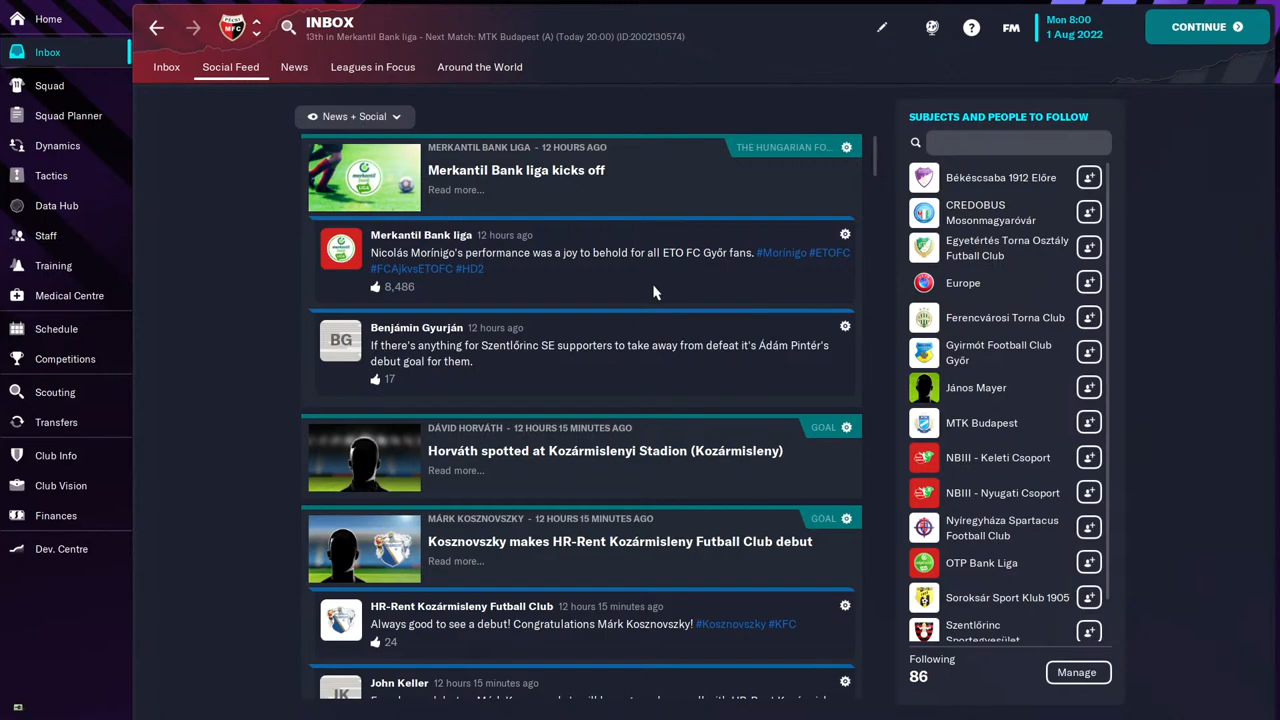 Home
Inbox
Squad
Squad Planner
Dynamics
Tactics
Data Hub
Staff
Training
Medical Centre
Schedule
Competitions
Scouting
Transfers
Club Info
Club Vision
Finances
Dev. Centre
INBOX
13th in Merkantil Bank liga - Next Match: MTK Budapest (A) (Today 20:00) (ID:2002130574)
FM
Mon 8:00
1 Aug 2022
CONTINUE
Inbox
Social Feed
News
Leagues in Focus
Around the World
News + Social
MERKANTIL BANK LIGA - 12 HOURS AGO
THE HUNGARIAN FO...
Merkantil Bank liga kicks off
Read more...
Merkantil Bank liga 12 hours ago
Nicolás Morínigo's performance was a joy to behold for all ETO FC Győr fans. #Morínigo #ETOFC
#FCAjkvsETOFC #HD2
8,486
BG
Benjámin Gyurján 12 hours ago
If there's anything for Szentlőrinc SE supporters to take away from defeat it's Ádám Pintér's
debut goal for them.
17
DÁVID HORVÁTH - 12 HOURS 15 MINUTES AGO
GOAL
Horváth spotted at Kozármislenyi Stadion (Kozármisleny)
Read more...
MÁRK KOSZNOVSZKY - 12 HOURS 15 MINUTES AGO
GOAL
Kosznovszky makes HR-Rent Kozármisleny Futball Club debut
Read more...
HR-Rent Kozármisleny Futball Club 12 hours 15 minutes ago
Always good to see a debut! Congratulations Márk Kosznovszky! #Kosznovszky #KFC
24
JK
John Keller 12 hours 15 minutes ago
SUBJECTS AND PEOPLE TO FOLLOW
Békéscsaba 1912 Előre
CREDOBUS
Mosonmagyaróvár
Egyetértés Torna Osztály
Futball Club
Europe
Ferencvárosi Torna Club
Gyirmót Football Club
Győr
János Mayer
MTK Budapest
NBIII - Keleti Csoport
NBIII - Nyugati Csoport
Nyíregyháza Spartacus
Football Club
OTP Bank Liga
Soroksár Sport Klub 1905
Szentlőrinc
Sportegyesület
Following
86
Manage